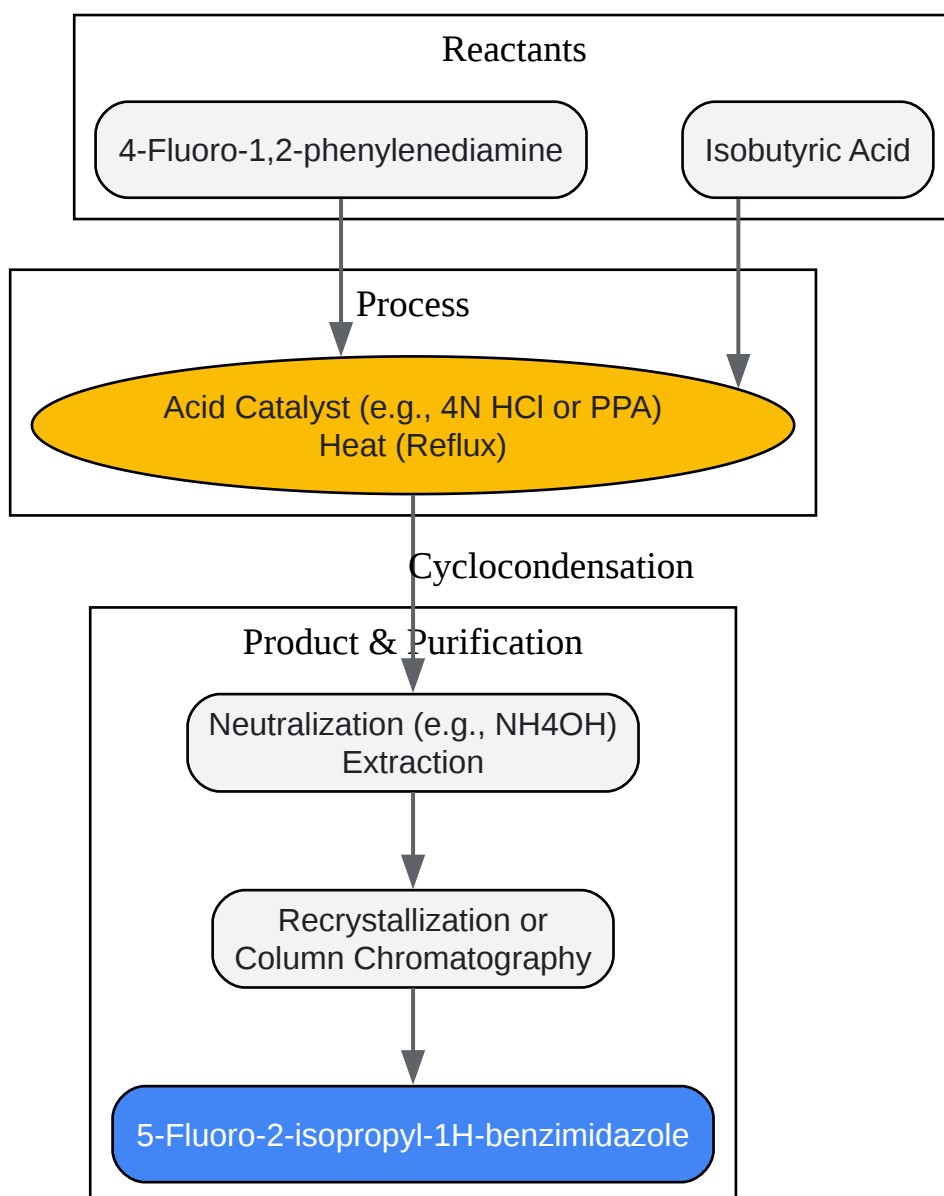 Reactants
4-Fluoro-1,2-phenylenediamine
Isobutyric Acid
Process
Acid Catalyst (e.g., 4N HCl or PPA)
Heat (Reflux)
Cyclocondensation
Product & Purification
Neutralization (e.g., NH4OH)
Extraction
Recrystallization or
Column Chromatography
5-Fluoro-2-isopropyl-1H-benzimidazole